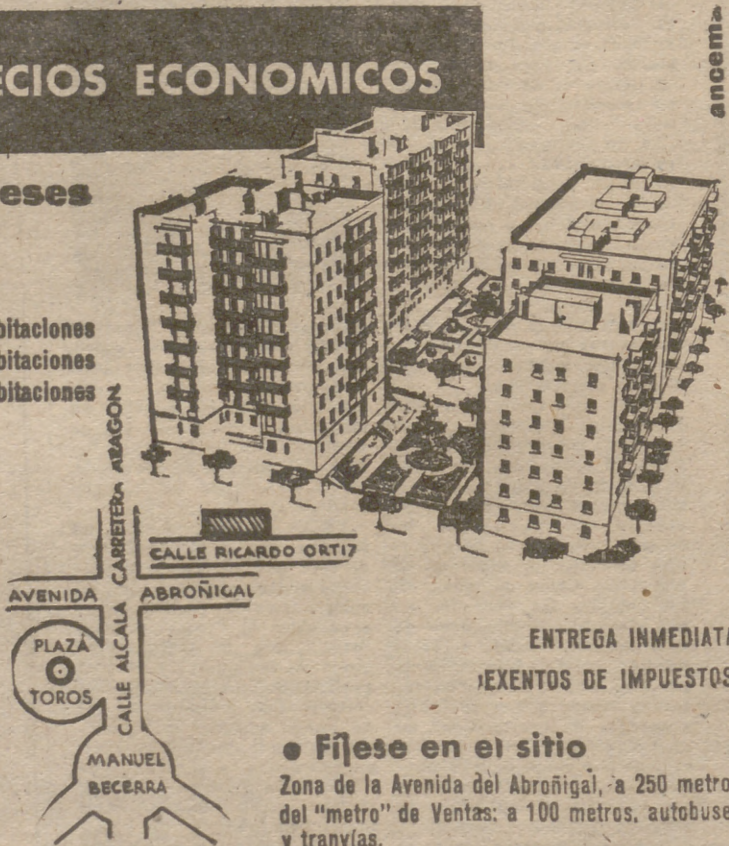 ECIOS ECONOMICOS
ancema
eses
bitaciones
bitaciones
bitaciones
CARRETERA ARAGON
CALLE RICARDO ORTIZ
AVENIDA ABROÑIGAL
PLAZA
TOROS
CALLE ALCALA
MANUEL
BECERRA
ENTREGA INMEDIATA
EXENTOS DE IMPUESTOS
● Fíjese en el sitio
Zona de la Avenida del Abroñigal, a 250 metro
del "metro" de Ventas: a 100 metros, autobuse
y tranvías.